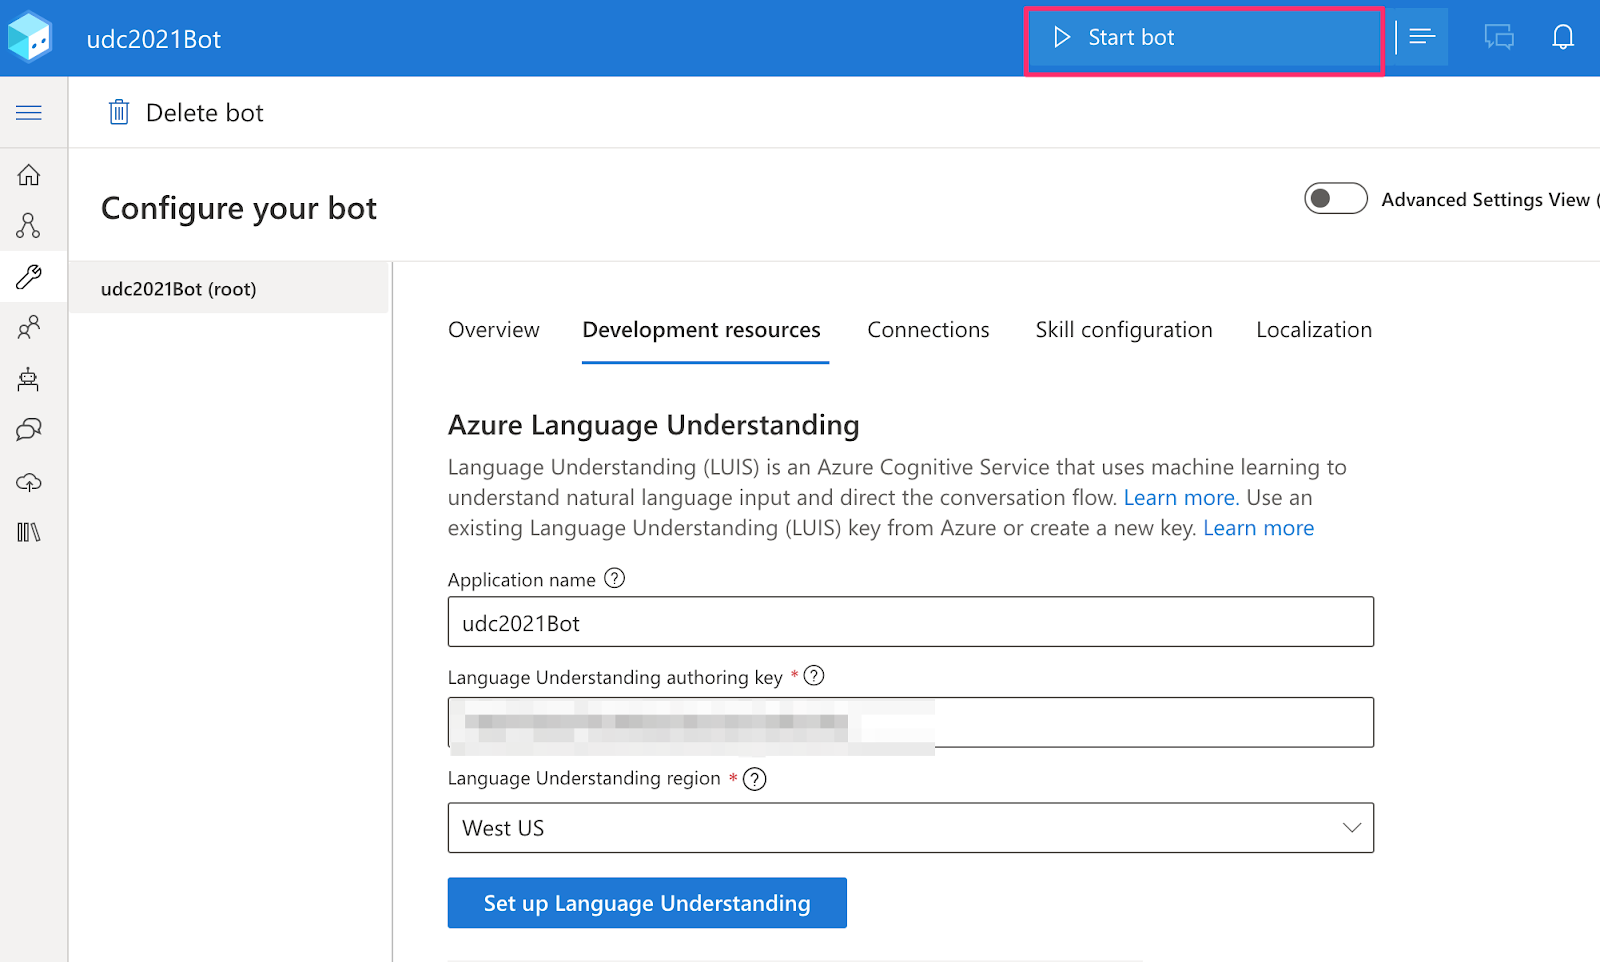 udc2021Bot
Start bot
Delete bot
Configure your bot
Advanced Settings View (
udc2021Bot (root)
Overview
Development resources
Connections
Skill configuration
Localization
Azure Language Understanding
Language Understanding (LUIS) is an Azure Cognitive Service that uses machine learning to
understand natural language input and direct the conversation flow. Learn more. Use an
existing Language Understanding (LUIS) key from Azure or create a new key. Learn more
Application name
udc2021Bot
Language Understanding authoring key *
Language Understanding region *
West US
Set up Language Understanding